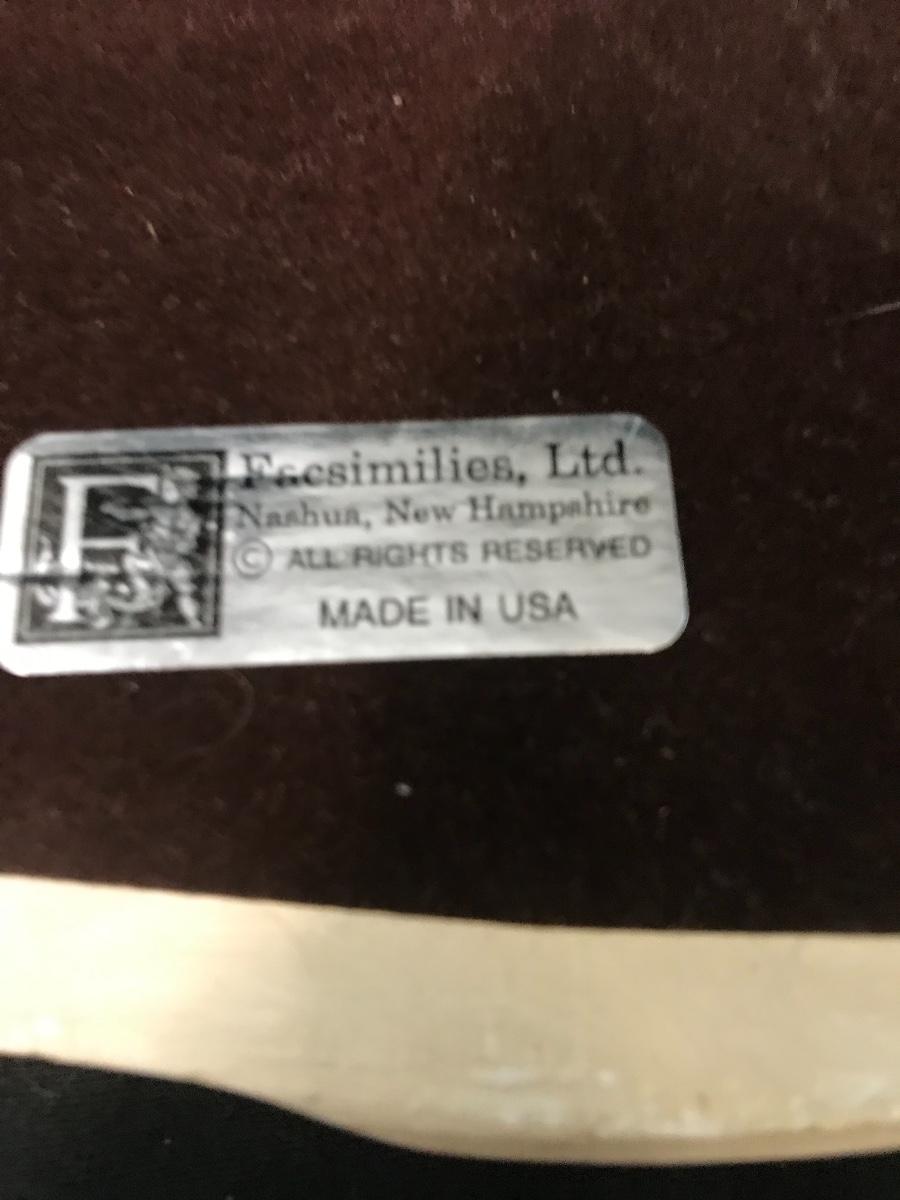 F
Facsimilies, Ltd.
Nashua, New Hampshire
© ALL RIGHTS RESERVED
MADE IN USA